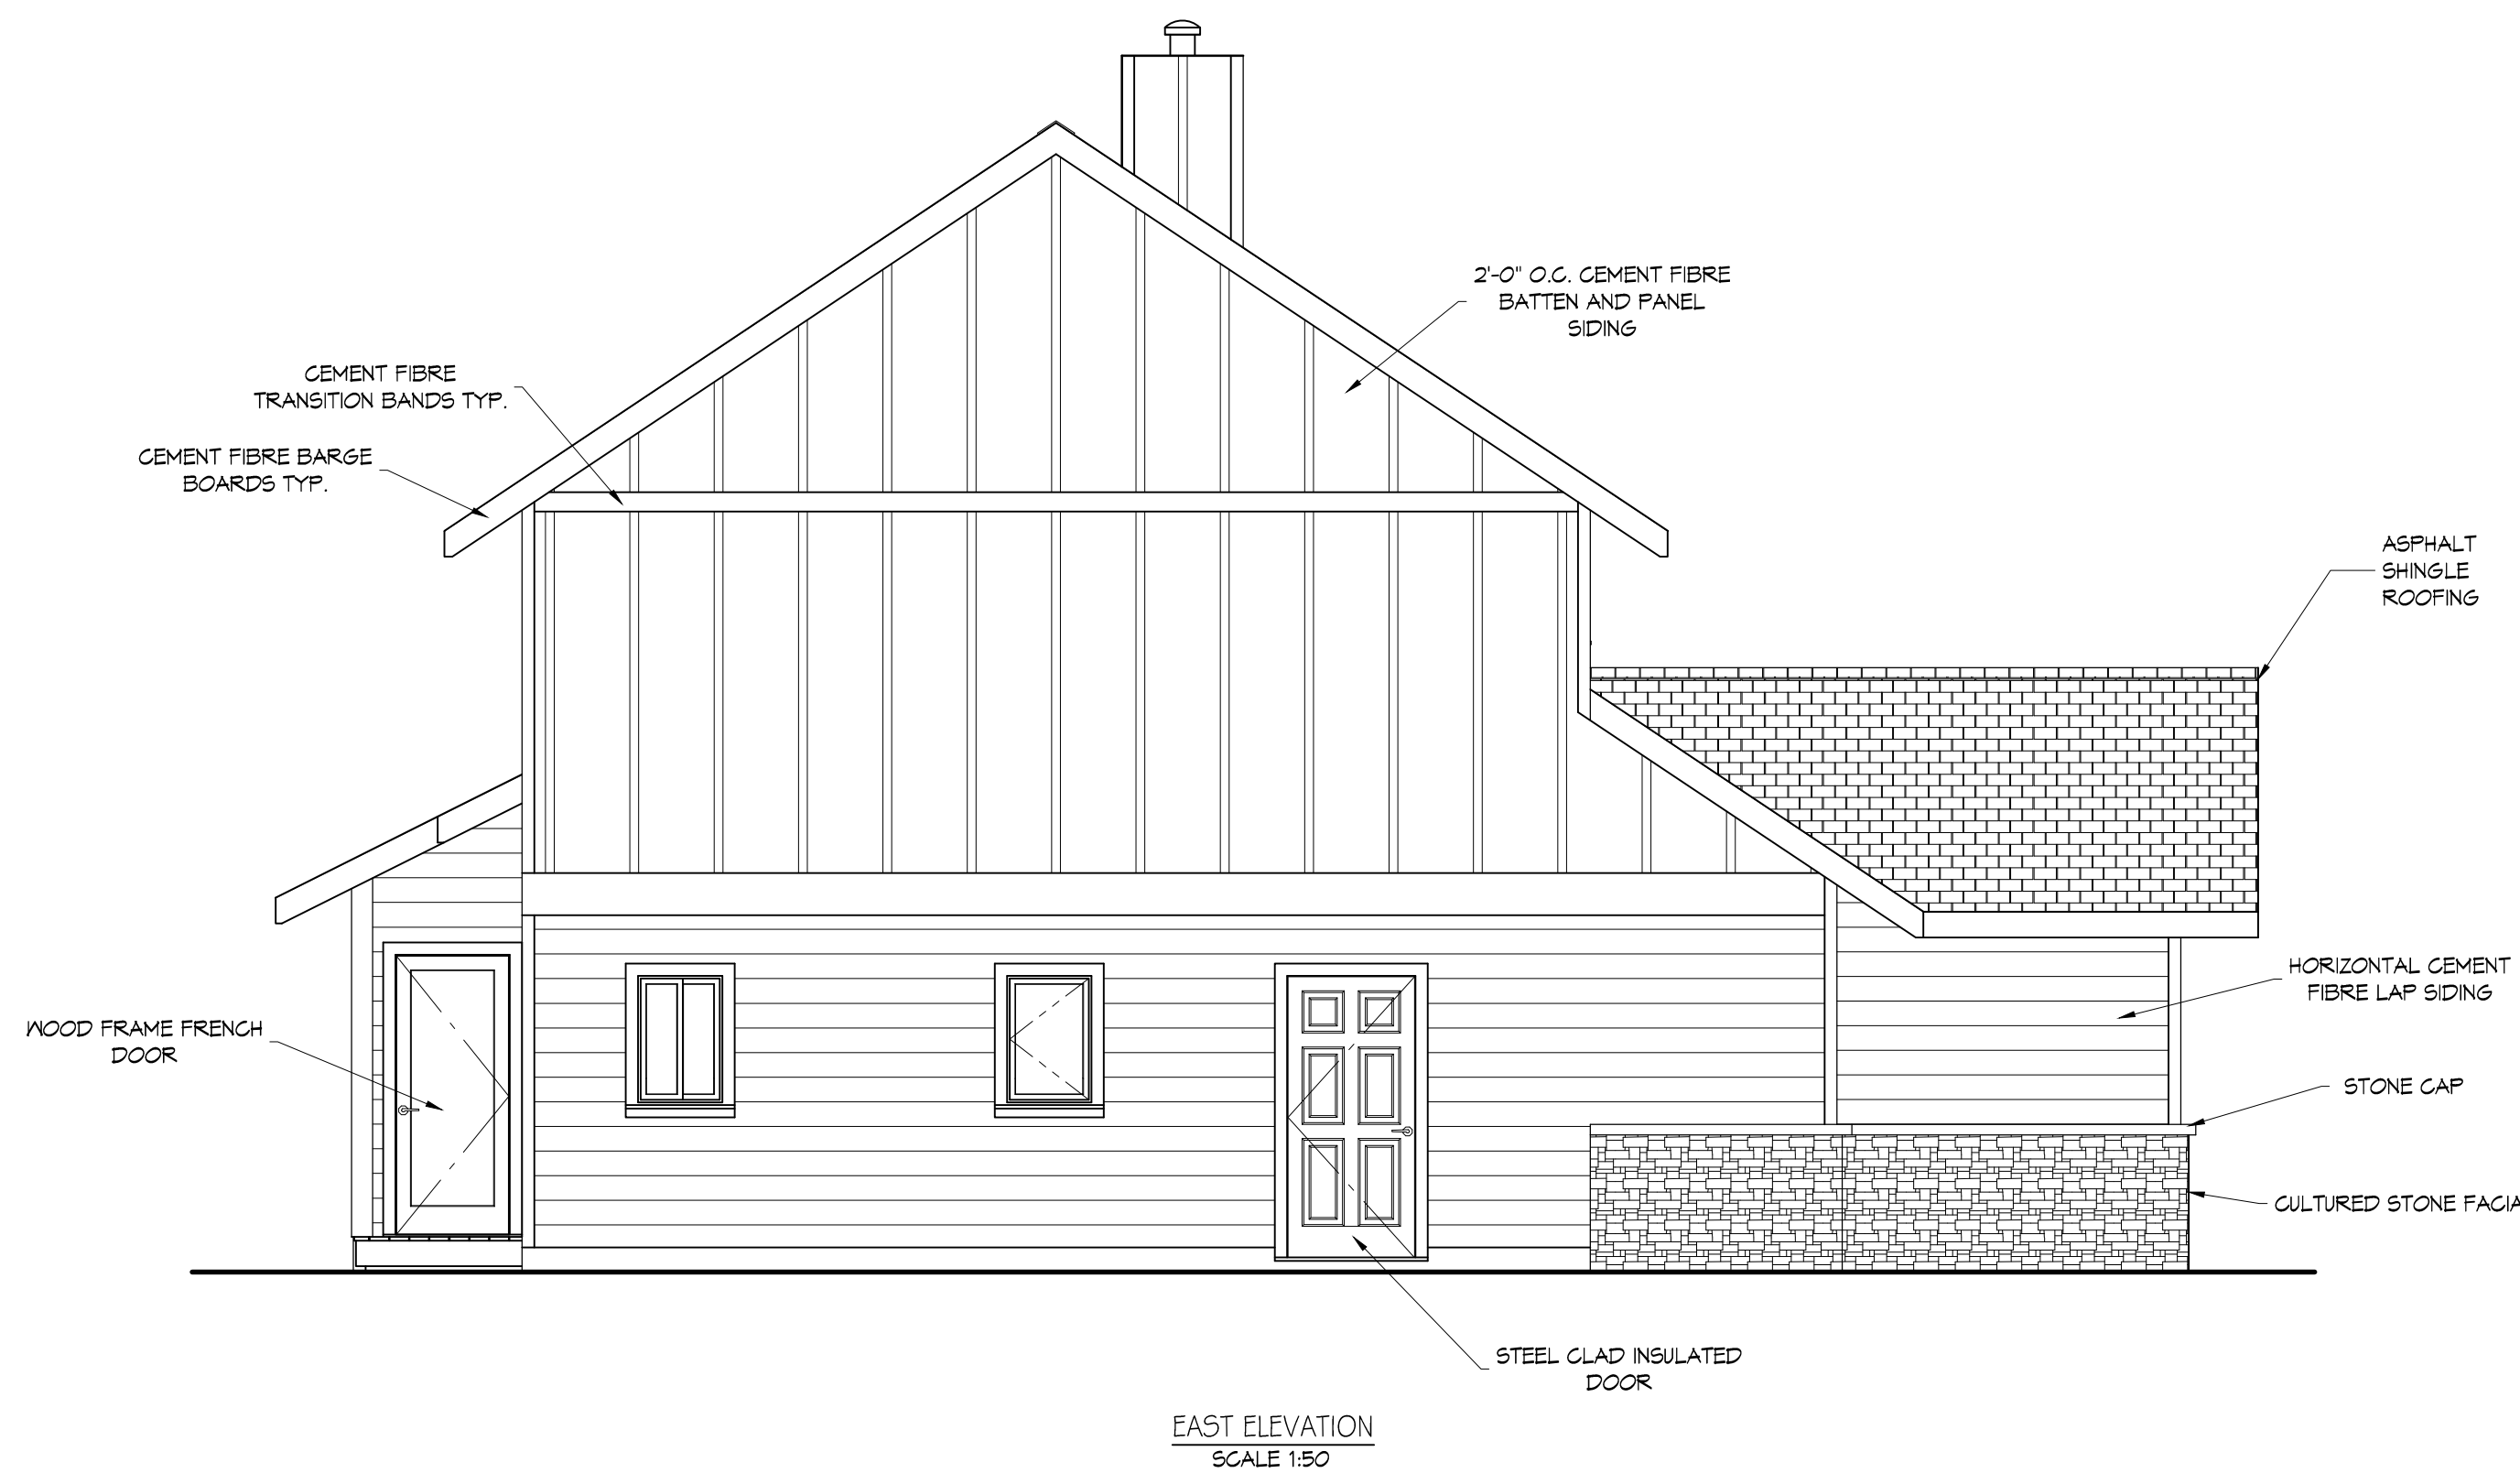 2'-0" O.C. CEMENT FIBRE
BATTEN AND PANEL
SIDING
CEMENT FIBRE
TRANSITION BANDS TYP.
CEMENT FIBRE BARGE
BOARDS TYP.
ASPHALT
SHINGLE
ROOFING
HORIZONTAL CEMENT
FIBRE LAP SIDING
WOOD FRAME FRENCH
DOOR
STONE CAP
CULTURED STONE FACIA
STEEL CLAD INSULATED
DOOR
EAST ELEVATION
SCALE 1:50